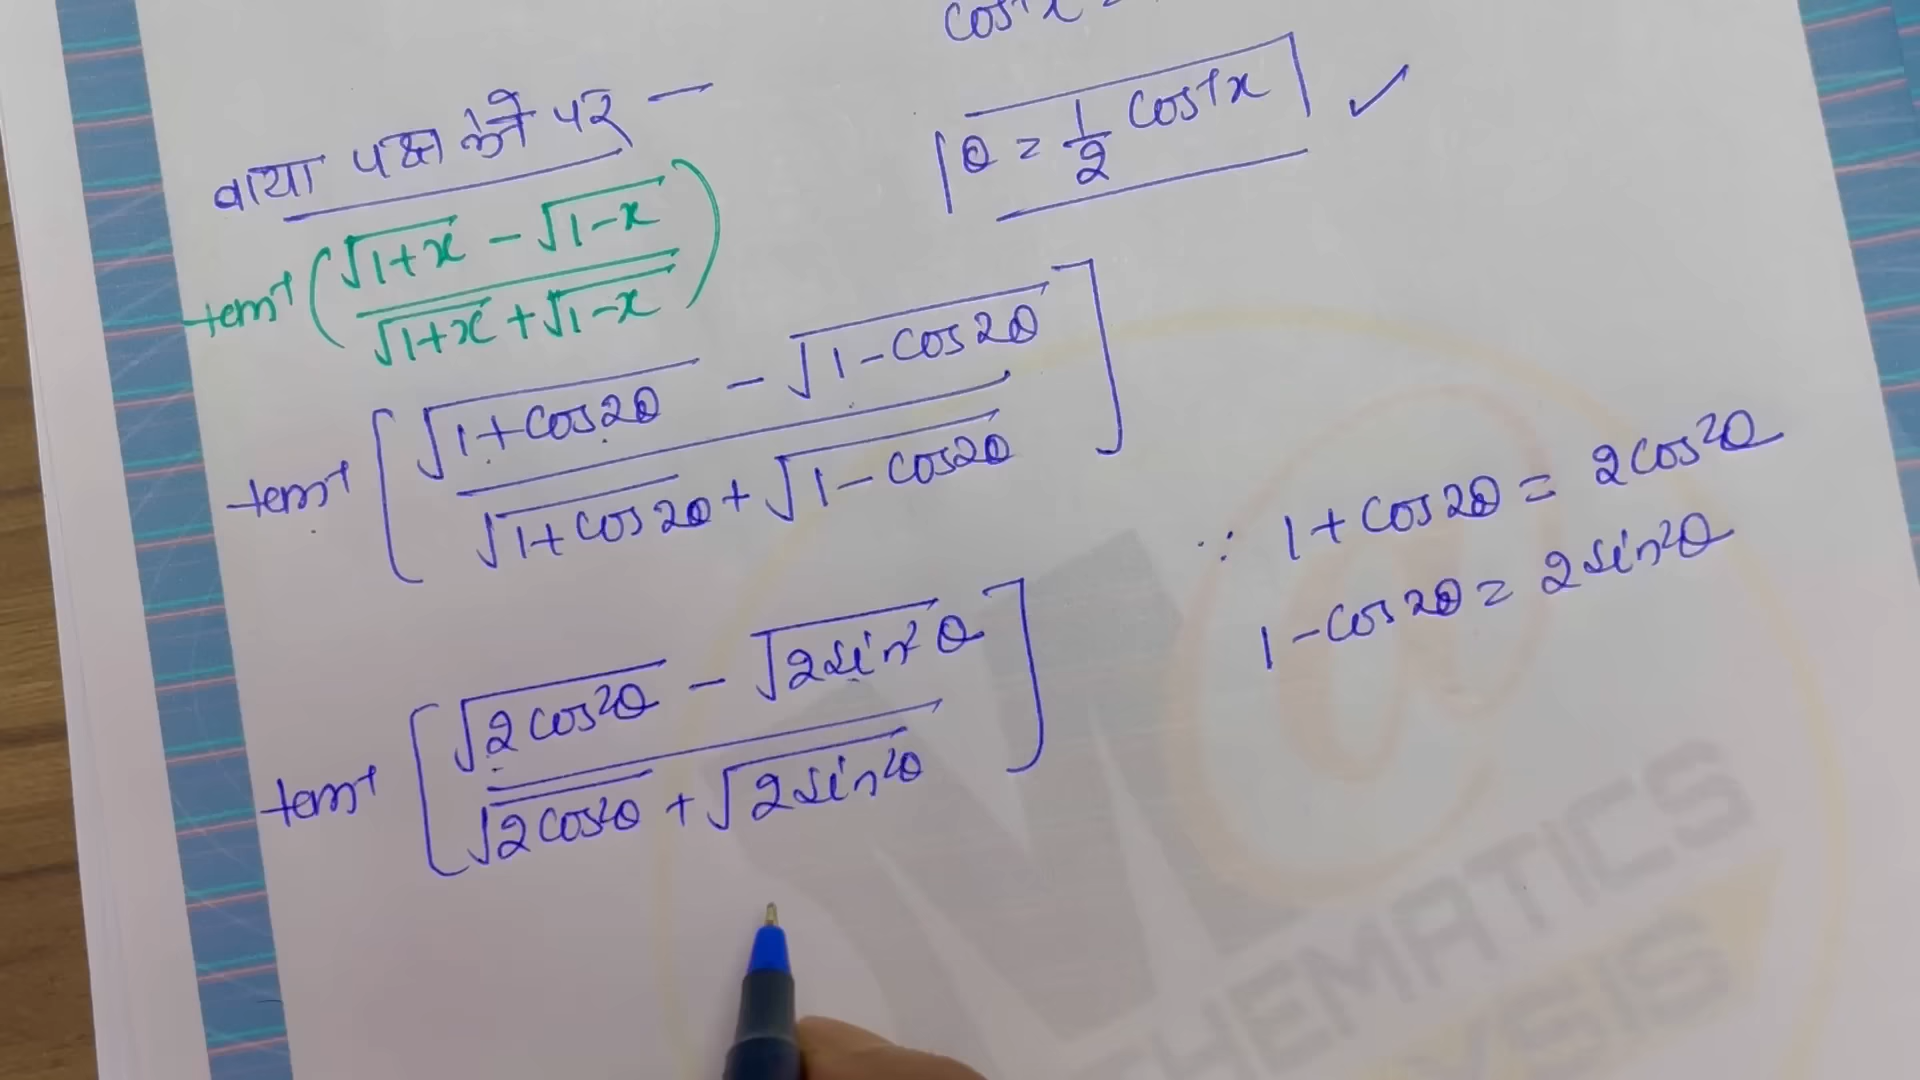 cos⁻¹x =
θ = 1/2 cos⁻¹x ✓
वाया पक्ष लेने पर —
tan⁻¹ ( (√(1+x) − √(1−x)) / (√(1+x) + √(1−x)) )
tan⁻¹ [ (√(1+cos2θ) − √(1−cos2θ)) / (√(1+cos2θ) + √(1−cos2θ)) ]
∵ 1+cos2θ = 2cos²θ
1−cos2θ = 2sin²θ
tan⁻¹ [ (√(2cos²θ) − √(2sin²θ)) / (√(2cos²θ) + √(2sin²θ)) ]